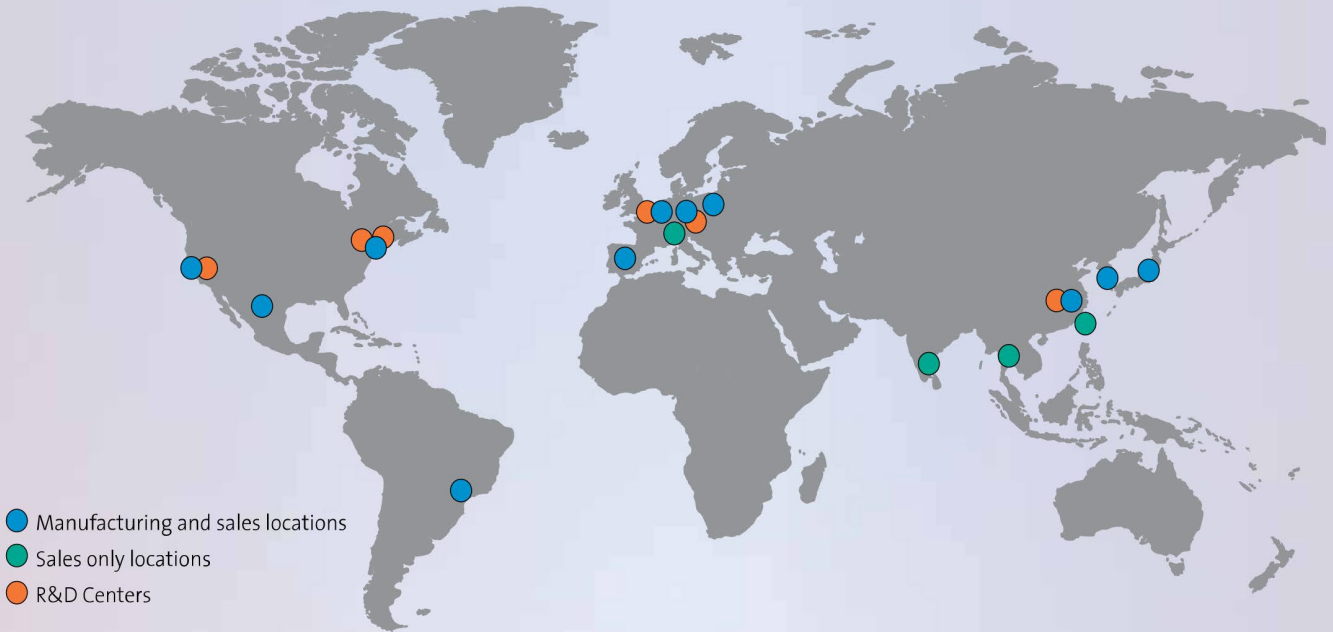 Manufacturing and sales locations
Sales only locations
R&D Centers